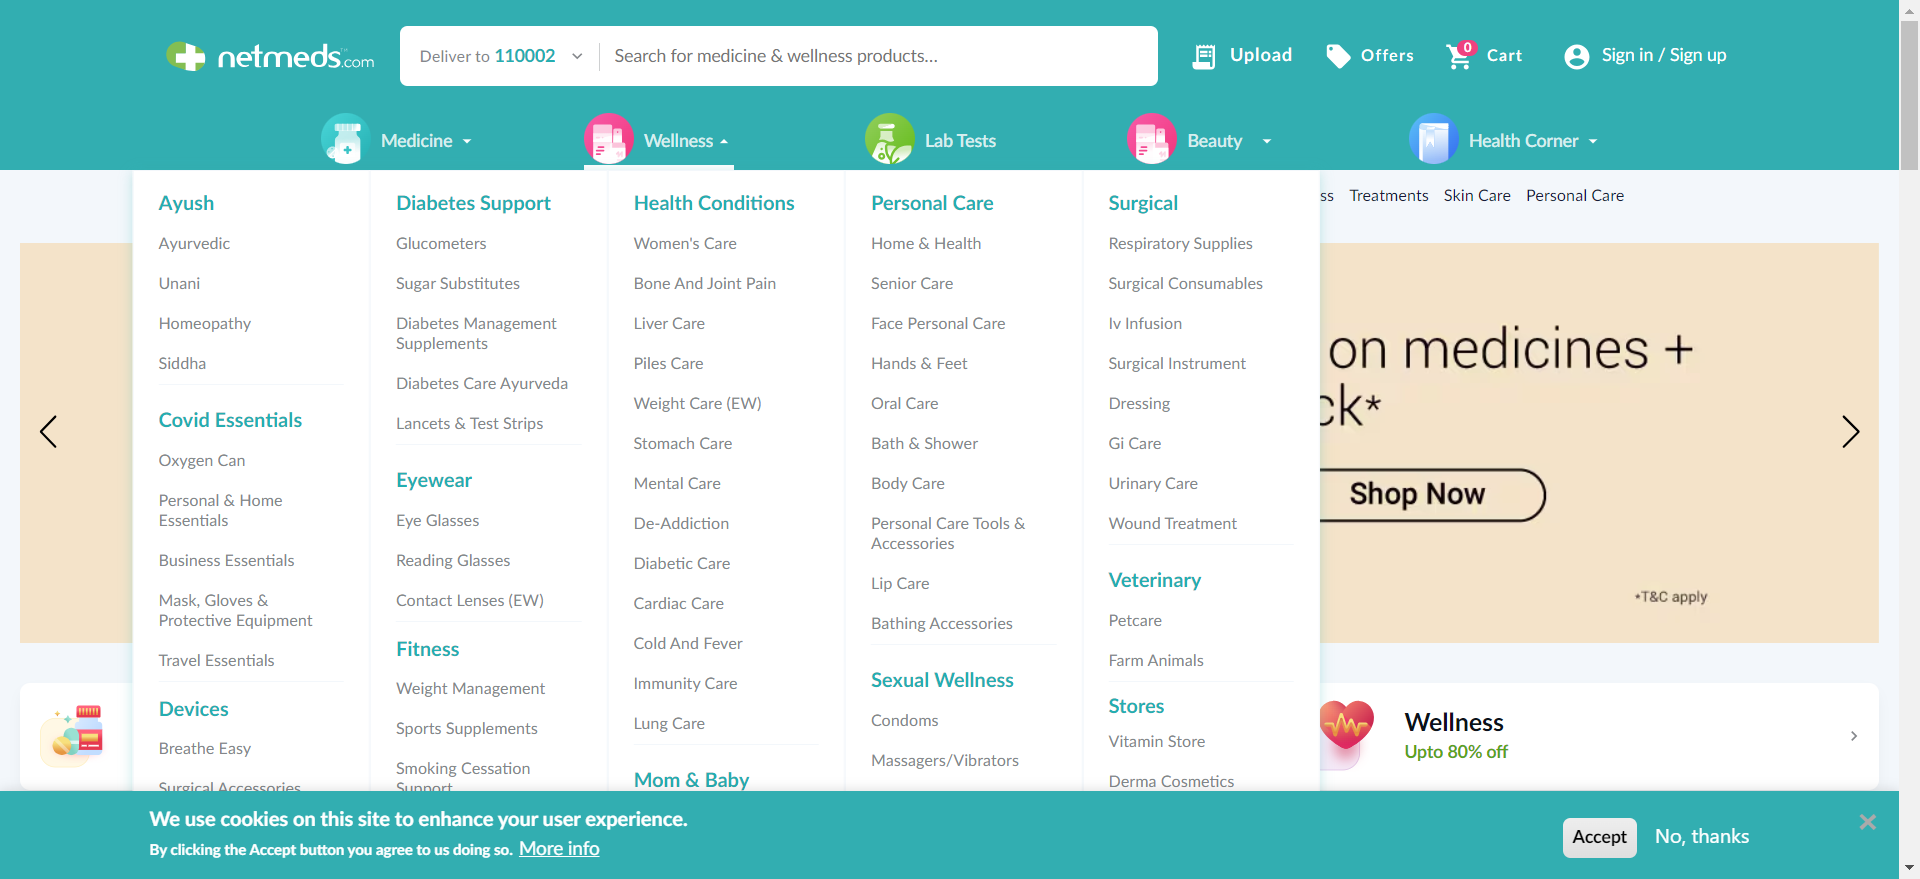 netmeds.com
Deliver to 110002
Search for medicine & wellness products...
Upload
Offers
0
Cart
Sign in / Sign up
Medicine
Wellness
Lab Tests
Beauty
Health Corner
ss
Treatments
Skin Care
Personal Care
Ayush
Ayurvedic
Unani
Homeopathy
Siddha
Covid Essentials
Oxygen Can
Personal & Home
Essentials
Business Essentials
Mask, Gloves &
Protective Equipment
Travel Essentials
Devices
Breathe Easy
Surgical Accessories
Diabetes Support
Glucometers
Sugar Substitutes
Diabetes Management
Supplements
Diabetes Care Ayurveda
Lancets & Test Strips
Eyewear
Eye Glasses
Reading Glasses
Contact Lenses (EW)
Fitness
Weight Management
Sports Supplements
Smoking Cessation
Support
Health Conditions
Women's Care
Bone And Joint Pain
Liver Care
Piles Care
Weight Care (EW)
Stomach Care
Mental Care
De-Addiction
Diabetic Care
Cardiac Care
Cold And Fever
Immunity Care
Lung Care
Mom & Baby
Personal Care
Home & Health
Senior Care
Face Personal Care
Hands & Feet
Oral Care
Bath & Shower
Body Care
Personal Care Tools &
Accessories
Lip Care
Bathing Accessories
Sexual Wellness
Condoms
Massagers/Vibrators
Surgical
Respiratory Supplies
Surgical Consumables
Iv Infusion
Surgical Instrument
Dressing
Gi Care
Urinary Care
Wound Treatment
Veterinary
Petcare
Farm Animals
Stores
Vitamin Store
Derma Cosmetics
on medicines +
ck*
Shop Now
*T&C apply
Wellness
Upto 80% off
We use cookies on this site to enhance your user experience.
By clicking the Accept button you agree to us doing so. More info
Accept
No, thanks